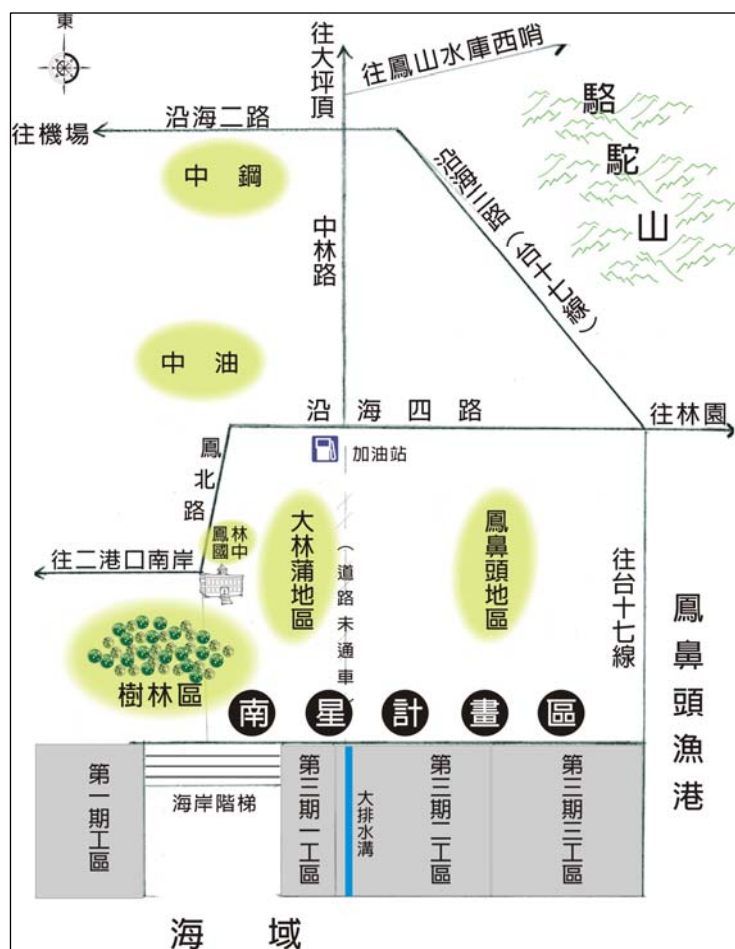 東
往大坪頂
往鳳山水庫西哨
駱駝山
沿海二路
往機場
中鋼
中林路
沿海三路(台十七線)
中油
沿海四路
往林園
加油站
鳳北路
鳳林
國中
大林蒲地區
(道路未通車)
鳳鼻頭地區
往台十七線
往二港口南岸
樹林區
鳳鼻頭漁港
南星計畫區
第一期工區
海岸階梯
第三期一工區
大排水溝
第三期二工區
第三期三工區
海域